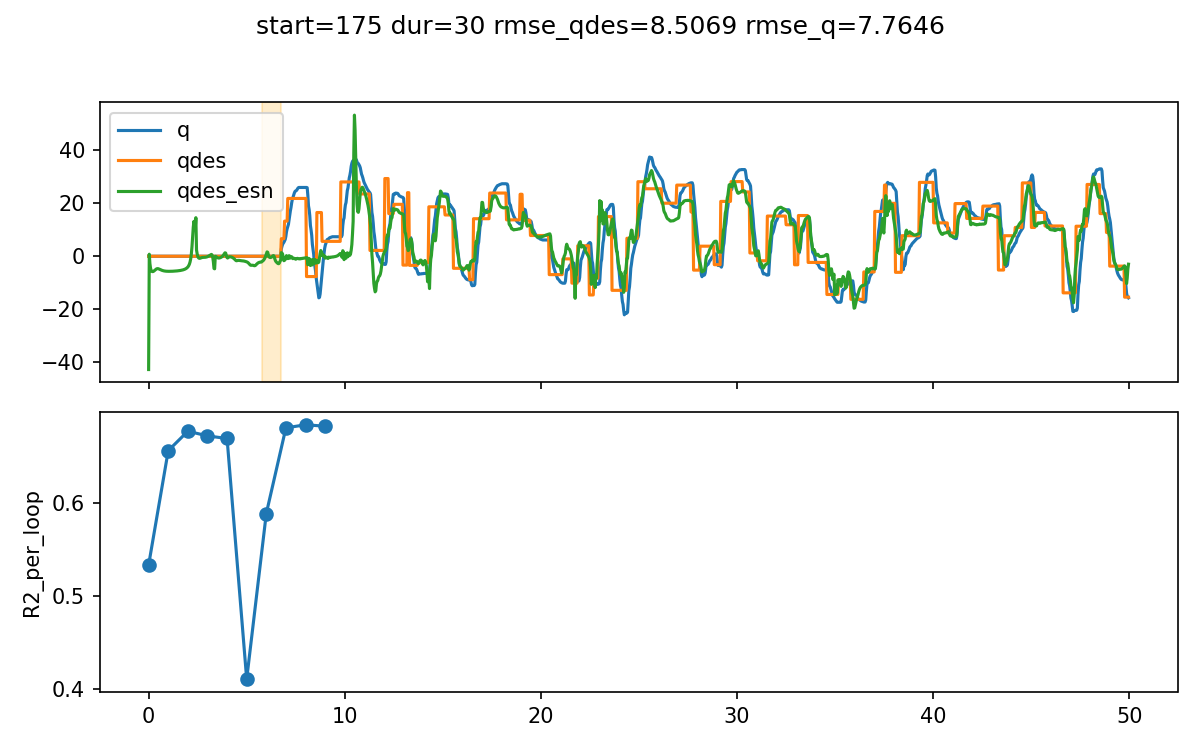 start=175 dur=30 rmse_qdes=8.5069 rmse_q=7.7646
q
qdes
qdes_esn
40
20
0
−20
−40
R2_per_loop
0.6
0.5
0.4
0 10 20 30 40 50